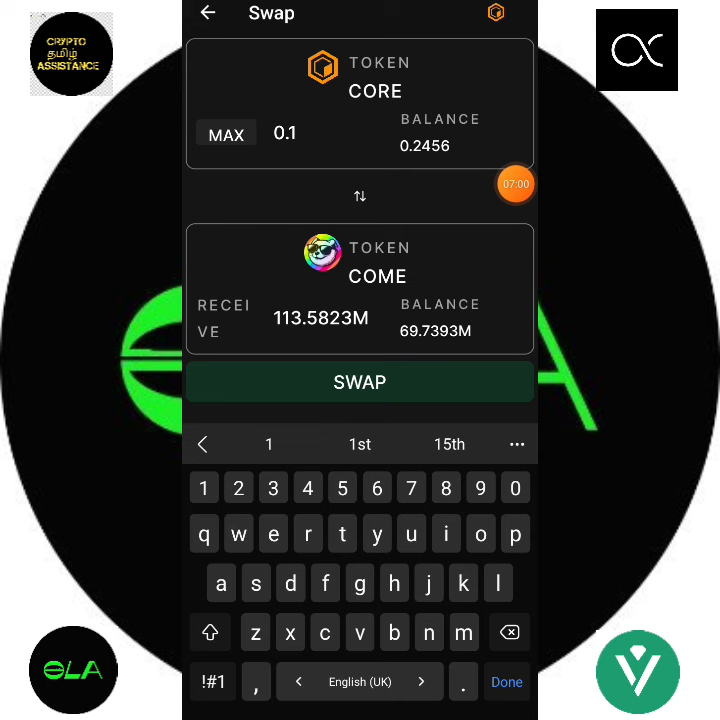 CRYPTO
தமிழ்
ASSISTANCE
Swap
TOKEN
CORE
BALANCE
MAX
0.1
0.2456
07:00
TOKEN
COME
RECEI
VE
113.5823M
BALANCE
69.7393M
SWAP
1 1st 15th
1 2 3 4 5 6 7 8 9 0
q w e r t y u i o p
a s d f g h j k l
z x c v b n m
!#1 , < English (UK) > . Done
OLA